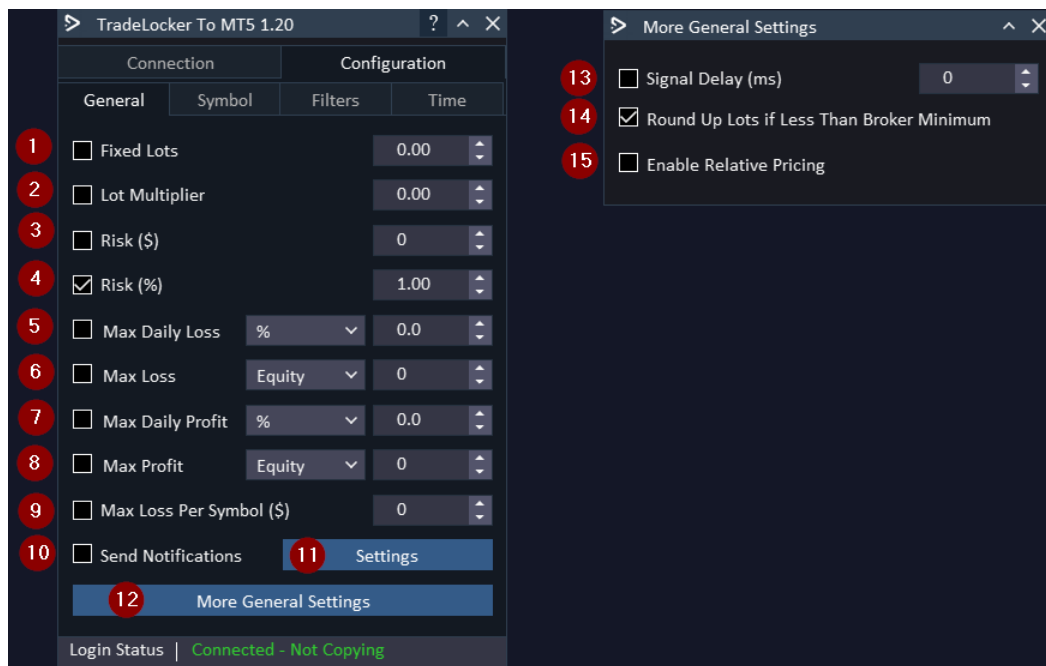 TradeLocker To MT5 1.20 ?
Connection Configuration
General Symbol Filters Time
1 Fixed Lots 0.00
2 Lot Multiplier 0.00
3 Risk ($) 0
4 Risk (%) 1.00
5 Max Daily Loss % 0.0
6 Max Loss Equity 0
7 Max Daily Profit % 0.0
8 Max Profit Equity 0
9 Max Loss Per Symbol ($) 0
10 Send Notifications 11 Settings
12 More General Settings
Login Status | Connected - Not Copying
More General Settings
13 Signal Delay (ms) 0
14 Round Up Lots if Less Than Broker Minimum
15 Enable Relative Pricing